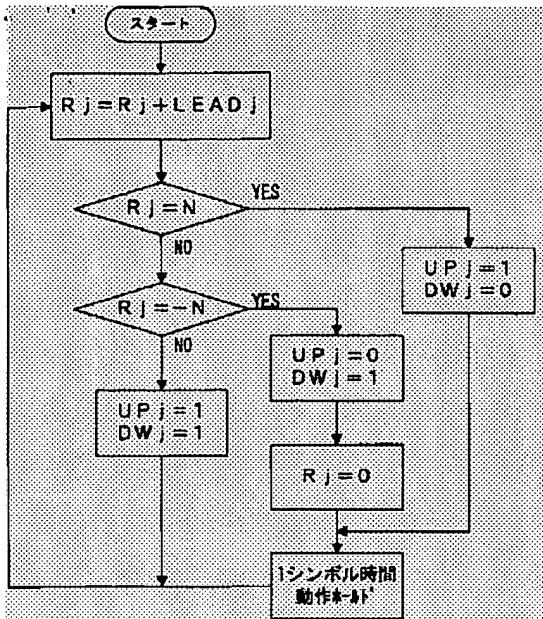 スタート
Rj=Rj+LEADj
Rj=N
YES
NO
UPj=1
DWj=0
Rj=-N
YES
NO
UPj=0
DWj=1
UPj=1
DWj=1
Rj=0
1シンボル時間
動作ホールド